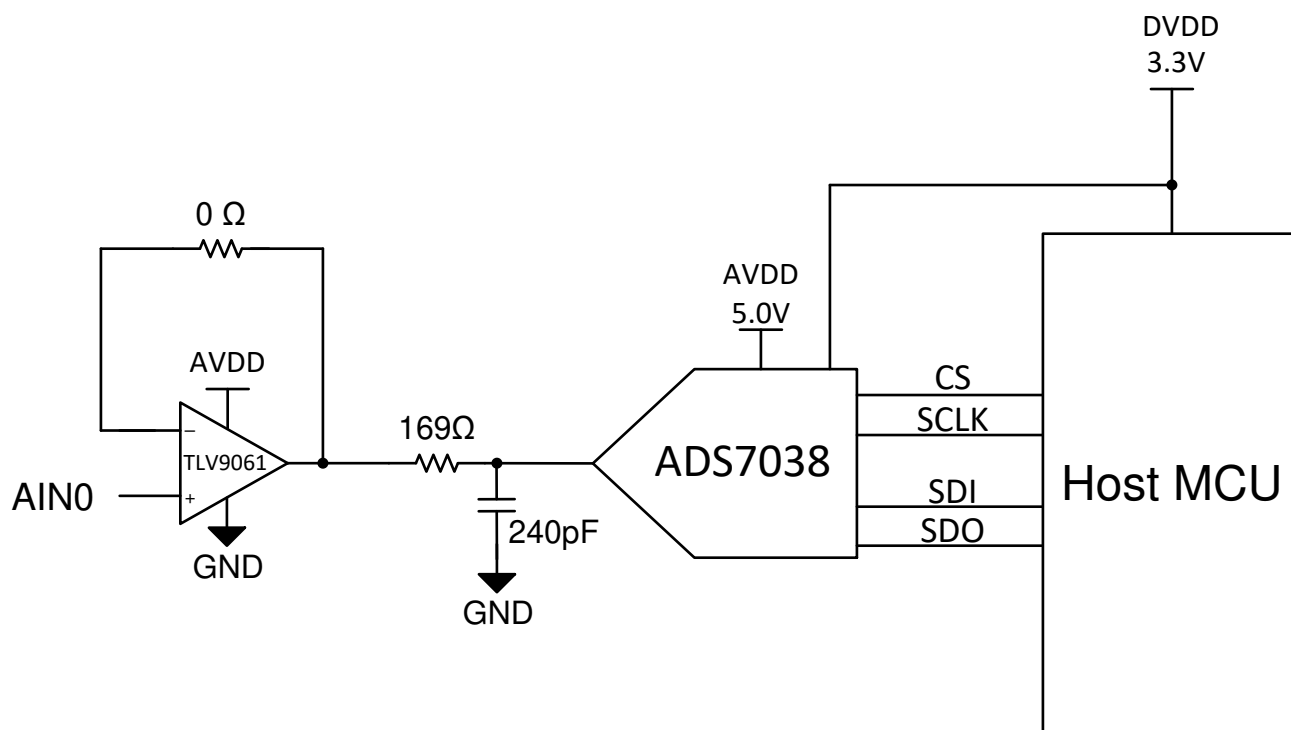 DVDD
3.3V
0 Ω
AVDD
5.0V
AVDD
−
TLV9061
+
AIN0
GND
169Ω
240pF
GND
ADS7038
CS
SCLK
SDI
SDO
Host MCU